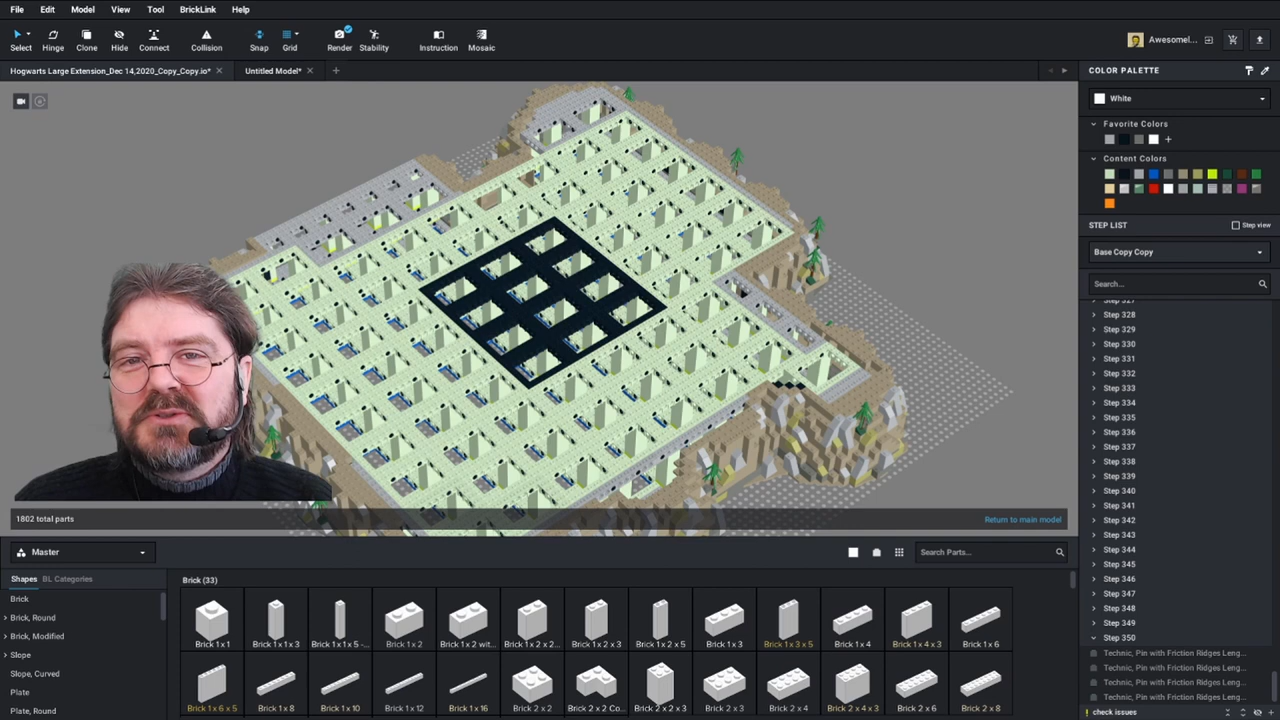 File Edit Model View Tool BrickLink Help
Select Hinge Clone Hide Connect Collision Snap Grid Render Stability Instruction Mosaic
Awesomel...
Hogwarts Large Extension_Dec 14,2020_Copy_Copy.io* Untitled Model*
COLOR PALETTE
White
Favorite Colors
Content Colors
STEP LIST Step view
Base Copy Copy
Search...
Step 327
Step 328
Step 329
Step 330
Step 331
Step 332
Step 333
Step 334
Step 335
Step 336
Step 337
Step 338
Step 339
Step 340
Step 341
Step 342
Step 343
Step 344
Step 345
Step 346
Step 347
Step 348
Step 349
Step 350
Technic, Pin with Friction Ridges Leng...
Technic, Pin with Friction Ridges Leng...
Technic, Pin with Friction Ridges Leng...
Technic, Pin with Friction Ridges Leng...
check issues
1802 total parts Return to main model
Master Search Parts...
Shapes BL Categories
Brick
Brick, Round
Brick, Modified
Slope
Slope, Curved
Plate
Plate, Round
Brick (33)
Brick 1 x 1 Brick 1 x 1 x 3 Brick 1 x 1 x 5 -... Brick 1 x 2 Brick 1 x 2 wit... Brick 1 x 2 x 2... Brick 1 x 2 x 3 Brick 1 x 2 x 5 Brick 1 x 3 Brick 1 x 3 x 5 Brick 1 x 4 Brick 1 x 4 x 3 Brick 1 x 6
Brick 1 x 6 x 5 Brick 1 x 8 Brick 1 x 10 Brick 1 x 12 Brick 1 x 16 Brick 2 x 2 Brick 2 x 2 Co... Brick 2 x 2 x 3 Brick 2 x 3 Brick 2 x 4 Brick 2 x 4 x 3 Brick 2 x 6 Brick 2 x 8